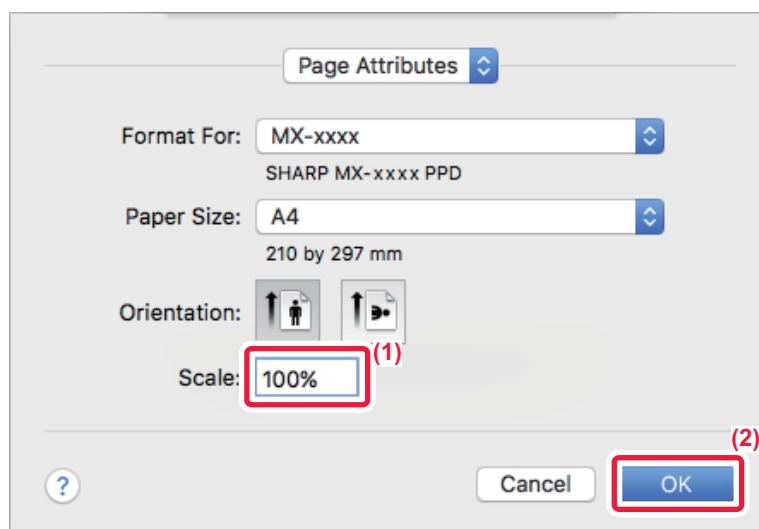 Page Attributes
Format For: MX-xxxx
SHARP MX-xxxx PPD
Paper Size: A4
210 by 297 mm
Orientation:
(1)
Scale: 100%
(2)
? Cancel OK